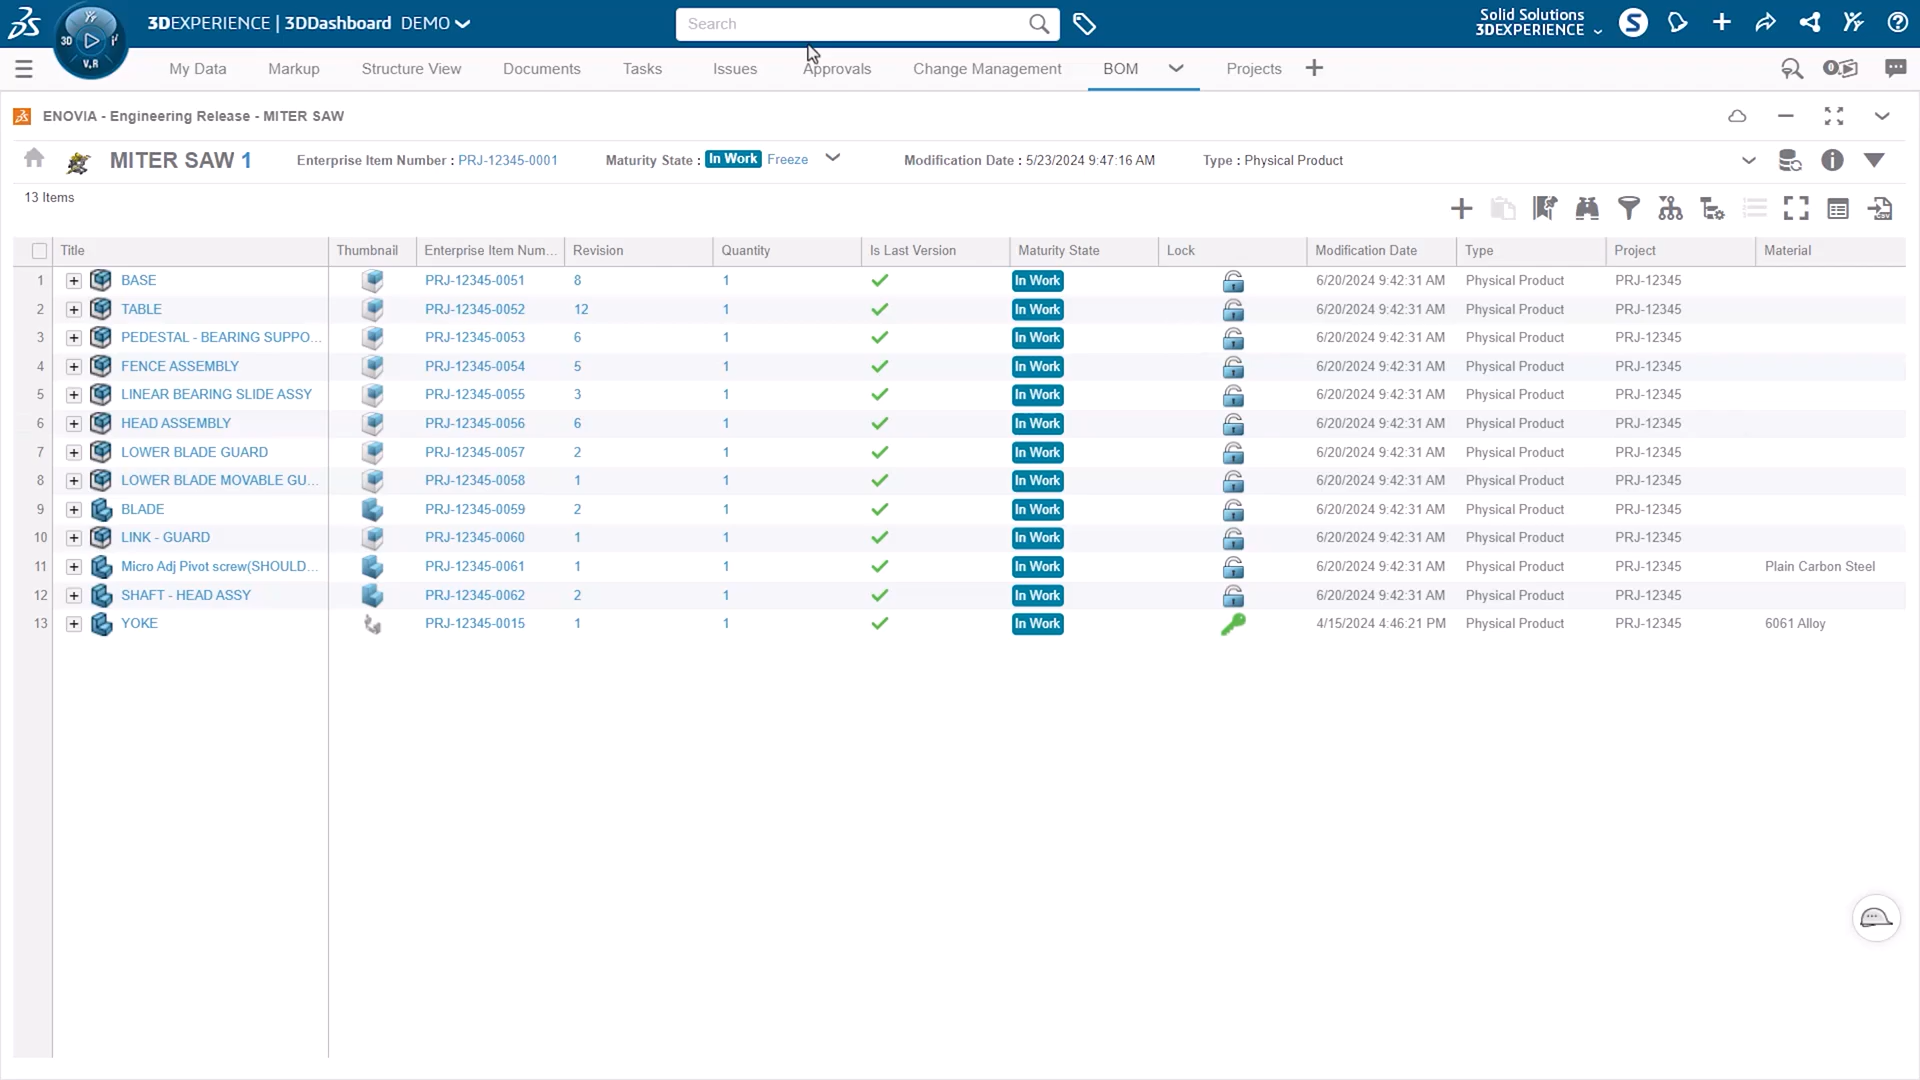 3DEXPERIENCE | 3DDashboard DEMO
Search
Solid Solutions
3DEXPERIENCE
3D
V.R
My Data Markup Structure View Documents Tasks Issues Approvals Change Management BOM Projects
0
ENOVIA - Engineering Release - MITER SAW
MITER SAW 1 Enterprise Item Number : PRJ-12345-0001 Maturity State : In Work Freeze Modification Date : 5/23/2024 9:47:16 AM Type : Physical Product
13 Items
Title Thumbnail Enterprise Item Num... Revision Quantity Is Last Version Maturity State Lock Modification Date Type Project Material
1 BASE PRJ-12345-0051 8 1 In Work 6/20/2024 9:42:31 AM Physical Product PRJ-12345
2 TABLE PRJ-12345-0052 12 1 In Work 6/20/2024 9:42:31 AM Physical Product PRJ-12345
3 PEDESTAL - BEARING SUPPO... PRJ-12345-0053 6 1 In Work 6/20/2024 9:42:31 AM Physical Product PRJ-12345
4 FENCE ASSEMBLY PRJ-12345-0054 5 1 In Work 6/20/2024 9:42:31 AM Physical Product PRJ-12345
5 LINEAR BEARING SLIDE ASSY PRJ-12345-0055 3 1 In Work 6/20/2024 9:42:31 AM Physical Product PRJ-12345
6 HEAD ASSEMBLY PRJ-12345-0056 6 1 In Work 6/20/2024 9:42:31 AM Physical Product PRJ-12345
7 LOWER BLADE GUARD PRJ-12345-0057 2 1 In Work 6/20/2024 9:42:31 AM Physical Product PRJ-12345
8 LOWER BLADE MOVABLE GU... PRJ-12345-0058 1 1 In Work 6/20/2024 9:42:31 AM Physical Product PRJ-12345
9 BLADE PRJ-12345-0059 2 1 In Work 6/20/2024 9:42:31 AM Physical Product PRJ-12345
10 LINK - GUARD PRJ-12345-0060 1 1 In Work 6/20/2024 9:42:31 AM Physical Product PRJ-12345
11 Micro Adj Pivot screw(SHOULD... PRJ-12345-0061 1 1 In Work 6/20/2024 9:42:31 AM Physical Product PRJ-12345 Plain Carbon Steel
12 SHAFT - HEAD ASSY PRJ-12345-0062 2 1 In Work 6/20/2024 9:42:31 AM Physical Product PRJ-12345
13 YOKE PRJ-12345-0015 1 1 In Work 4/15/2024 4:46:21 PM Physical Product PRJ-12345 6061 Alloy